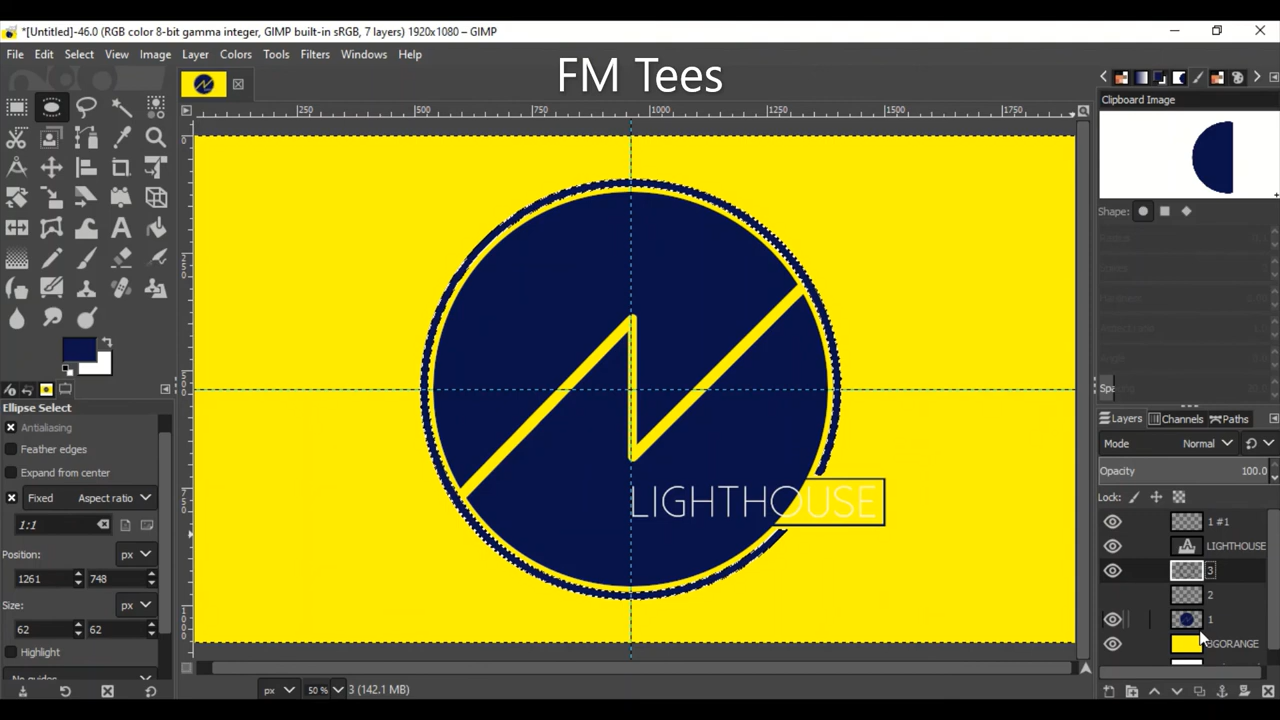 *[Untitled]-46.0 (RGB color 8-bit gamma integer, GIMP built-in sRGB, 7 layers) 1920x1080 – GIMP
File Edit Select View Image Layer Colors Tools Filters Windows Help
FM Tees
250 500 750 1000 1250 1500 1750
Clipboard Image
Shape:
LIGHTHOUSE
Ellipse Select
Antialiasing
Feather edges
Expand from center
Fixed Aspect ratio
1:1
Position: px
1261 748
Size: px
62 62
Highlight
px 50 % 3 (142.1 MB)
Layers Channels Paths
Mode Normal
Opacity 100.0
Lock:
1 #1
LIGHTHOUSE
3
2
1